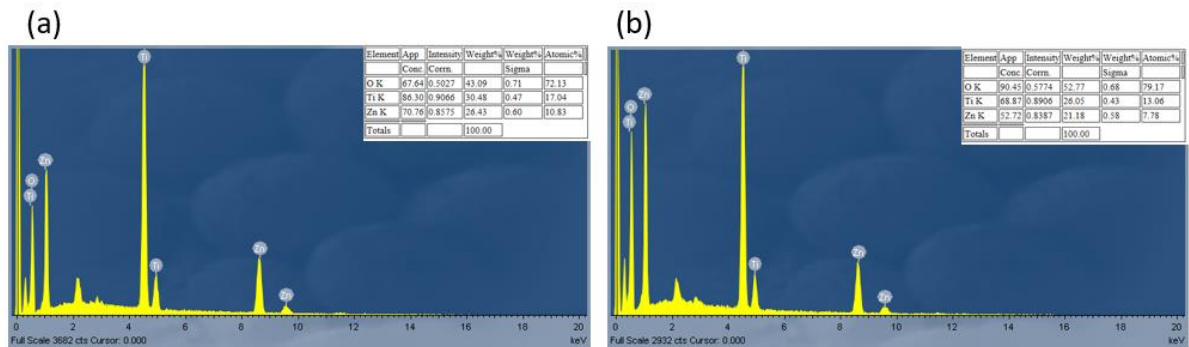 (a)
Element App Intensity Weight% Weight% Atomic%
Conc. Corrn. Sigma
O K 67.64 0.5027 43.09 0.71 72.13
Ti K 86.30 0.9066 30.48 0.47 17.04
Zn K 70.76 0.8575 26.43 0.60 10.83
Totals 100.00
Ti
Zn
O
Ti
Ti
Zn
Zn
0 2 4 6 8 10 12 14 16 18 20
Full Scale 3682 cts Cursor: 0.000 keV
(b)
Element App Intensity Weight% Weight% Atomic%
Conc. Corrn. Sigma
O K 90.45 0.5774 52.77 0.68 79.17
Ti K 68.87 0.8906 26.05 0.43 13.06
Zn K 52.72 0.8387 21.18 0.58 7.78
Totals 100.00
Ti
Zn
O
Ti
Ti
Zn
Zn
0 2 4 6 8 10 12 14 16 18 20
Full Scale 2932 cts Cursor: 0.000 keV